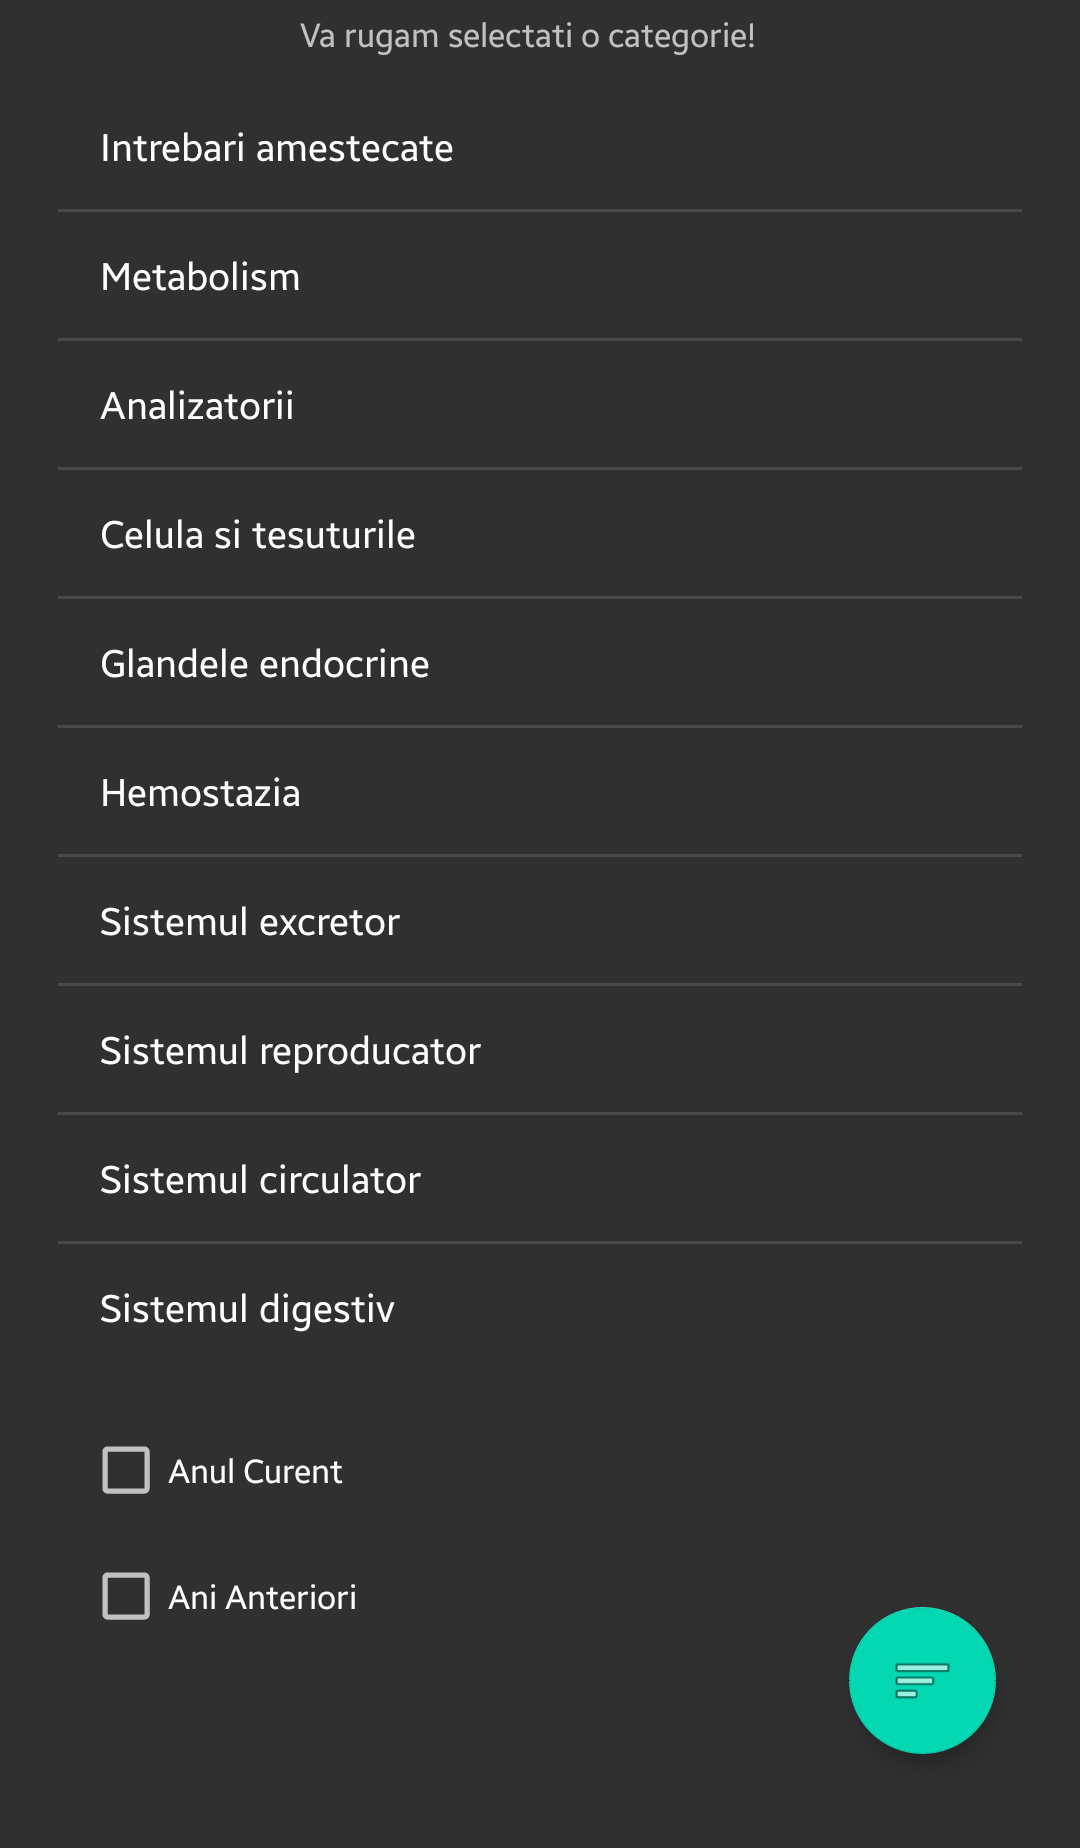 Va rugam selectati o categorie!
Intrebari amestecate
Metabolism
Analizatorii
Celula si tesuturile
Glandele endocrine
Hemostazia
Sistemul excretor
Sistemul reproducator
Sistemul circulator
Sistemul digestiv
Anul Curent
Ani Anteriori